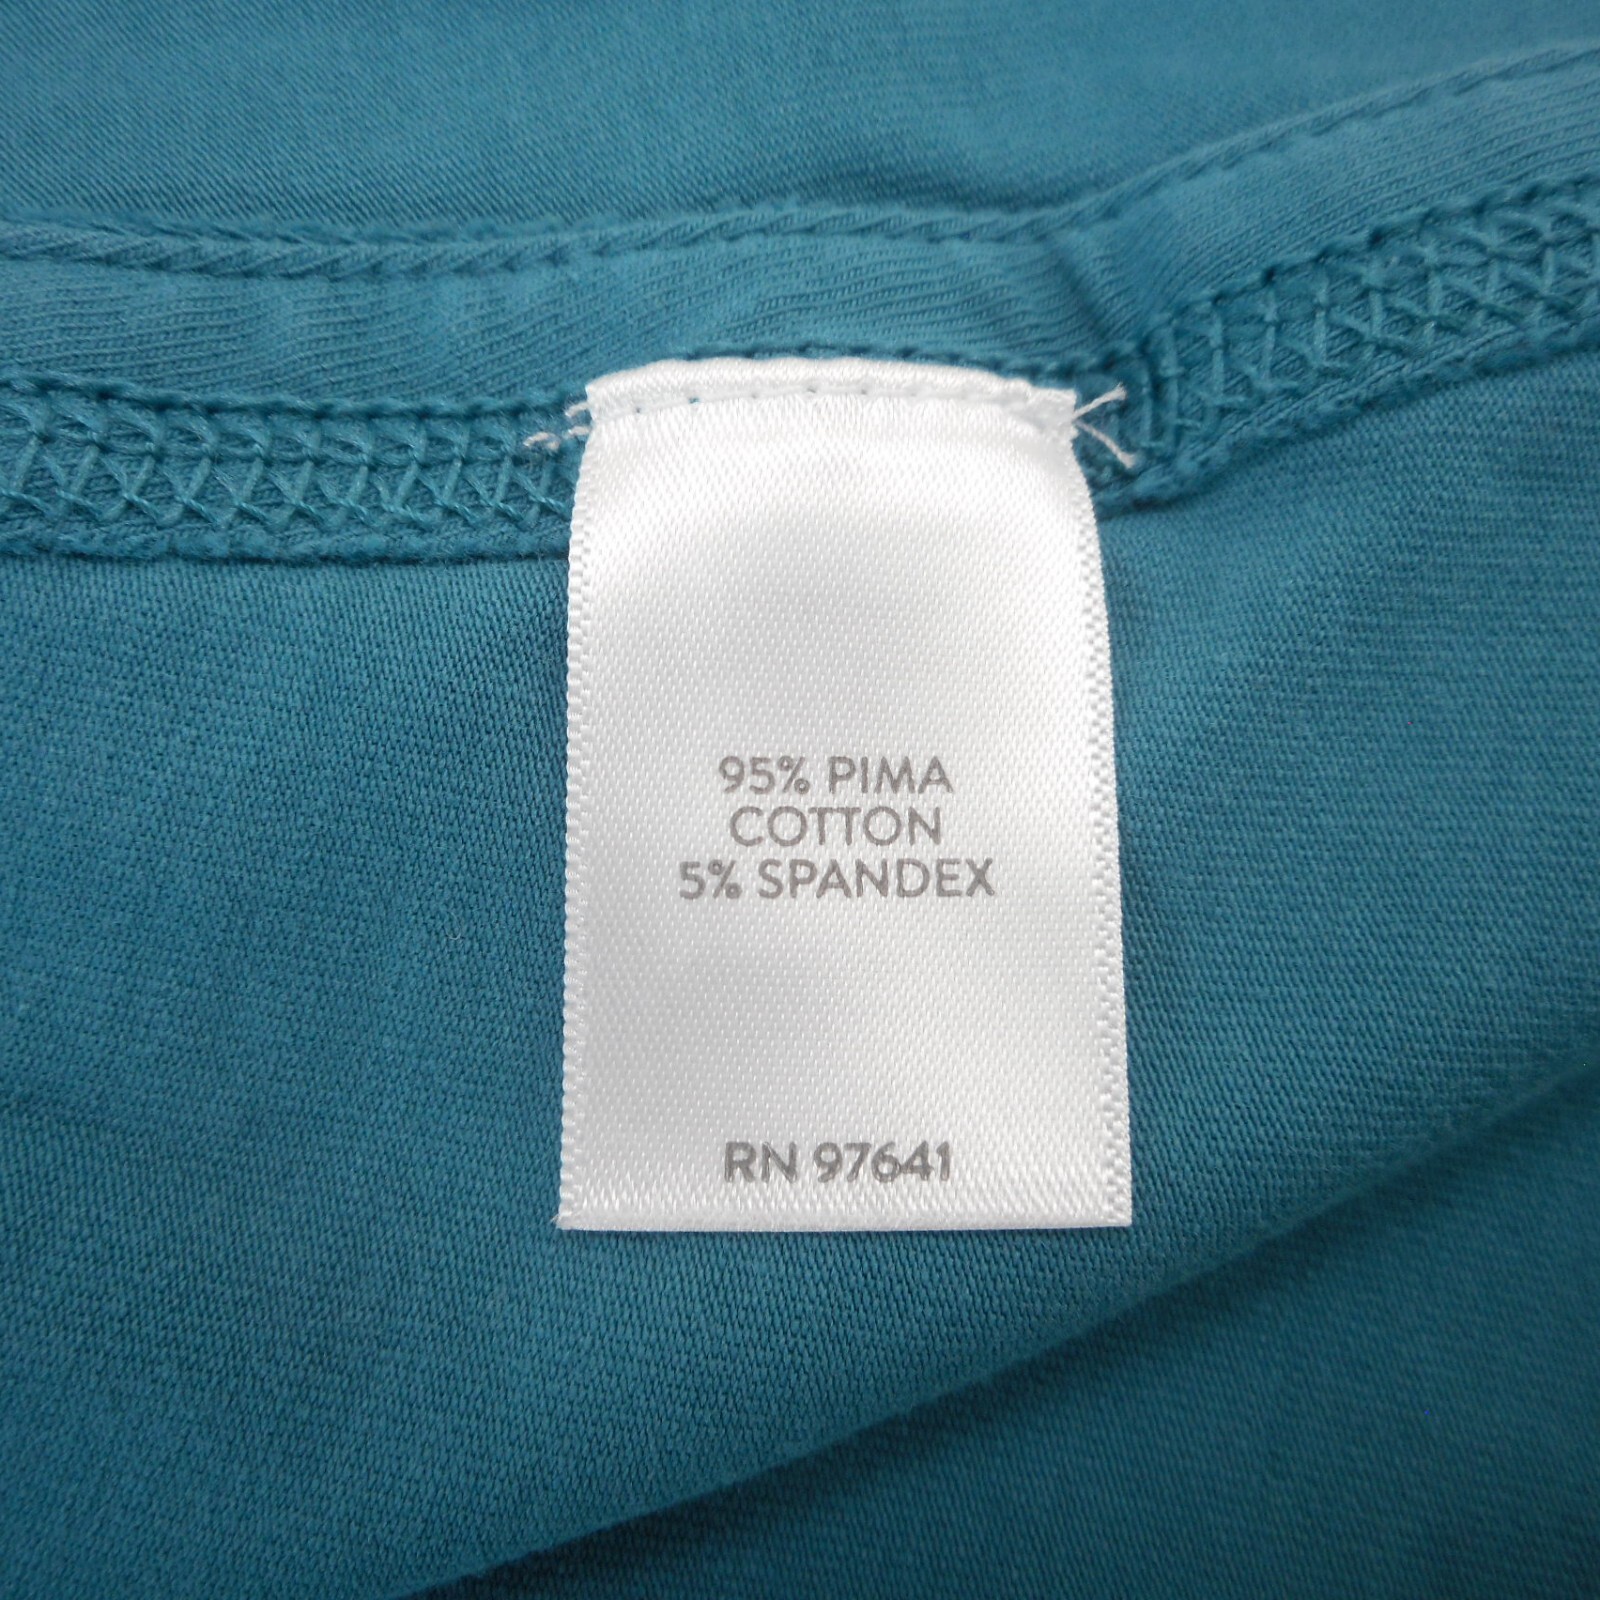 95% PIMA
COTTON
5% SPANDEX
RN 97641